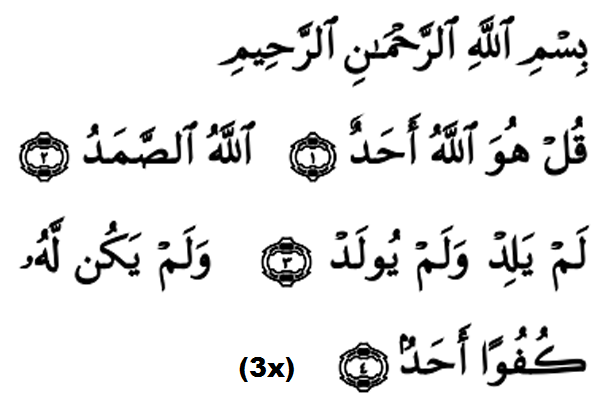 بِسْمِ ٱللَّهِ ٱلرَّحْمَـٰنِ ٱلرَّحِيمِ
قُلْ هُوَ ٱللَّهُ أَحَدٌ ١ ٱللَّهُ ٱلصَّمَدُ ٢
لَمْ يَلِدْ وَلَمْ يُولَدْ ٣ وَلَمْ يَكُن لَّهُۥ
كُفُوًا أَحَدٌۢ ٤ (3x)